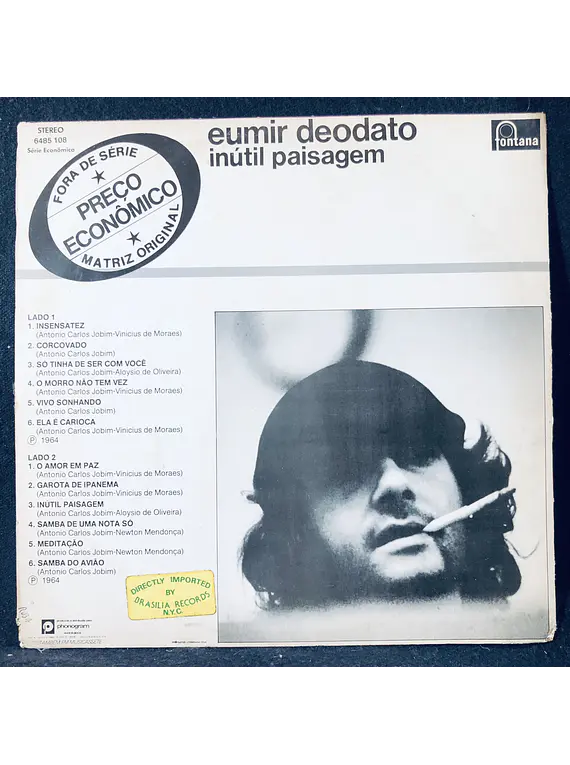 STEREO
6485 108
Série Econômica
FORA DE SÉRIE
PREÇO
ECONÔMICO
MATRIZ ORIGINAL
eumir deodato
inútil paisagem
fontana
LADO 1
1. INSENSATEZ
(Antonio Carlos Jobim-Vinicius de Moraes)
2. CORCOVADO
(Antonio Carlos Jobim)
3. SÓ TINHA DE SER COM VOCÊ
(Antonio Carlos Jobim-Aloysio de Oliveira)
4. O MORRO NÃO TEM VEZ
(Antonio Carlos Jobim-Vinicius de Moraes)
5. VIVO SONHANDO
(Antonio Carlos Jobim)
6. ELA É CARIOCA
(Antonio Carlos Jobim-Vinicius de Moraes)
Ⓟ 1964
LADO 2
1. O AMOR EM PAZ
(Antonio Carlos Jobim-Vinicius de Moraes)
2. GAROTA DE IPANEMA
(Antonio Carlos Jobim-Vinicius de Moraes)
3. INÚTIL PAISAGEM
(Antonio Carlos Jobim-Aloysio de Oliveira)
4. SAMBA DE UMA NOTA SÓ
(Antonio Carlos Jobim-Newton Mendonça)
5. MEDITAÇÃO
(Antonio Carlos Jobim-Newton Mendonça)
6. SAMBA DO AVIÃO
(Antonio Carlos Jobim)
Ⓟ 1964
DIRECTLY IMPORTED
BY
BRASILIA RECORDS
N.Y.C.
phonogram